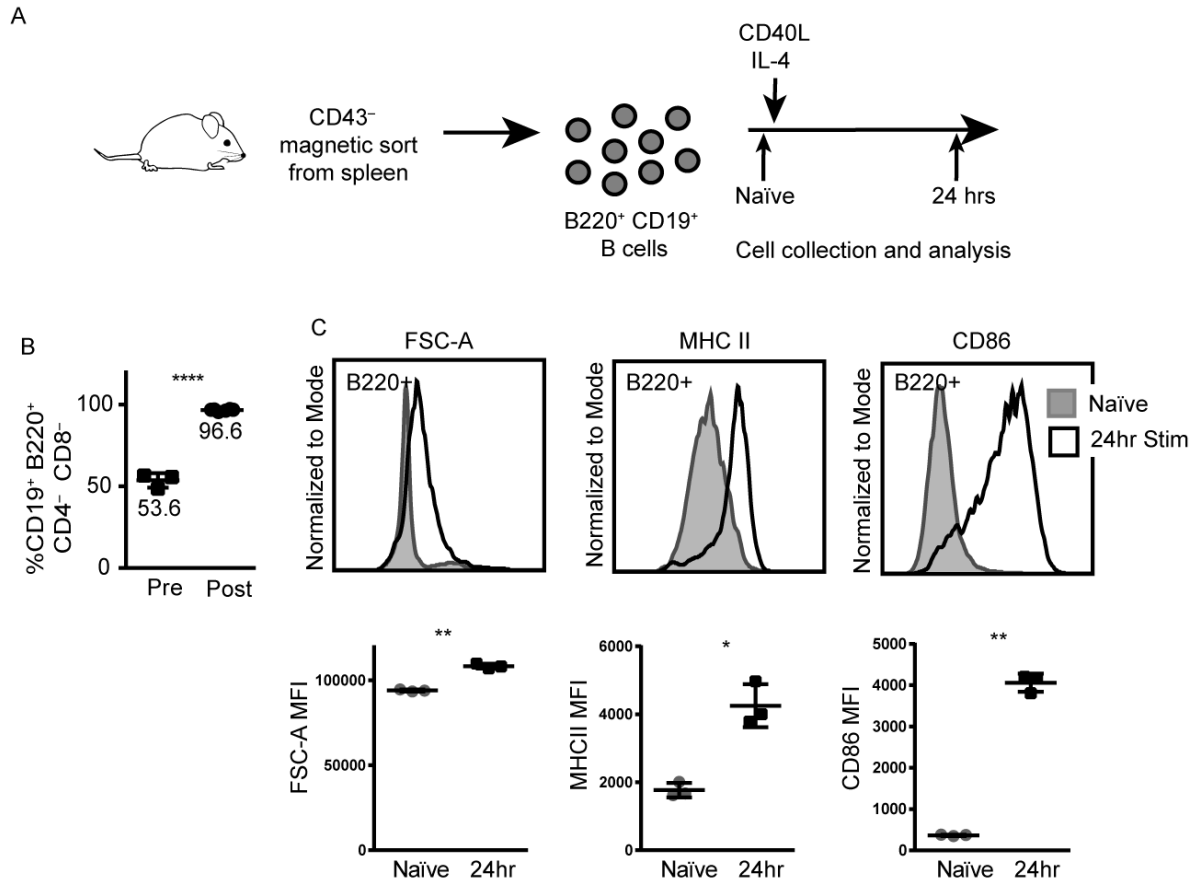 A
CD43⁻
magnetic sort
from spleen
B220⁺ CD19⁺
B cells
CD40L
IL-4
Naïve
24 hrs
Cell collection and analysis
B
%CD19⁺ B220⁺
CD4⁻ CD8⁻
100
50
0
****
53.6
96.6
Pre
Post
C
FSC-A
Normalized to Mode
B220+
MHC II
Normalized to Mode
B220+
CD86
Normalized to Mode
B220+
Naïve
24hr Stim
FSC-A MFI
100000
50000
0
**
Naïve
24hr
MHCII MFI
6000
4000
2000
0
*
Naïve
24hr
CD86 MFI
5000
4000
3000
2000
1000
0
**
Naïve
24hr